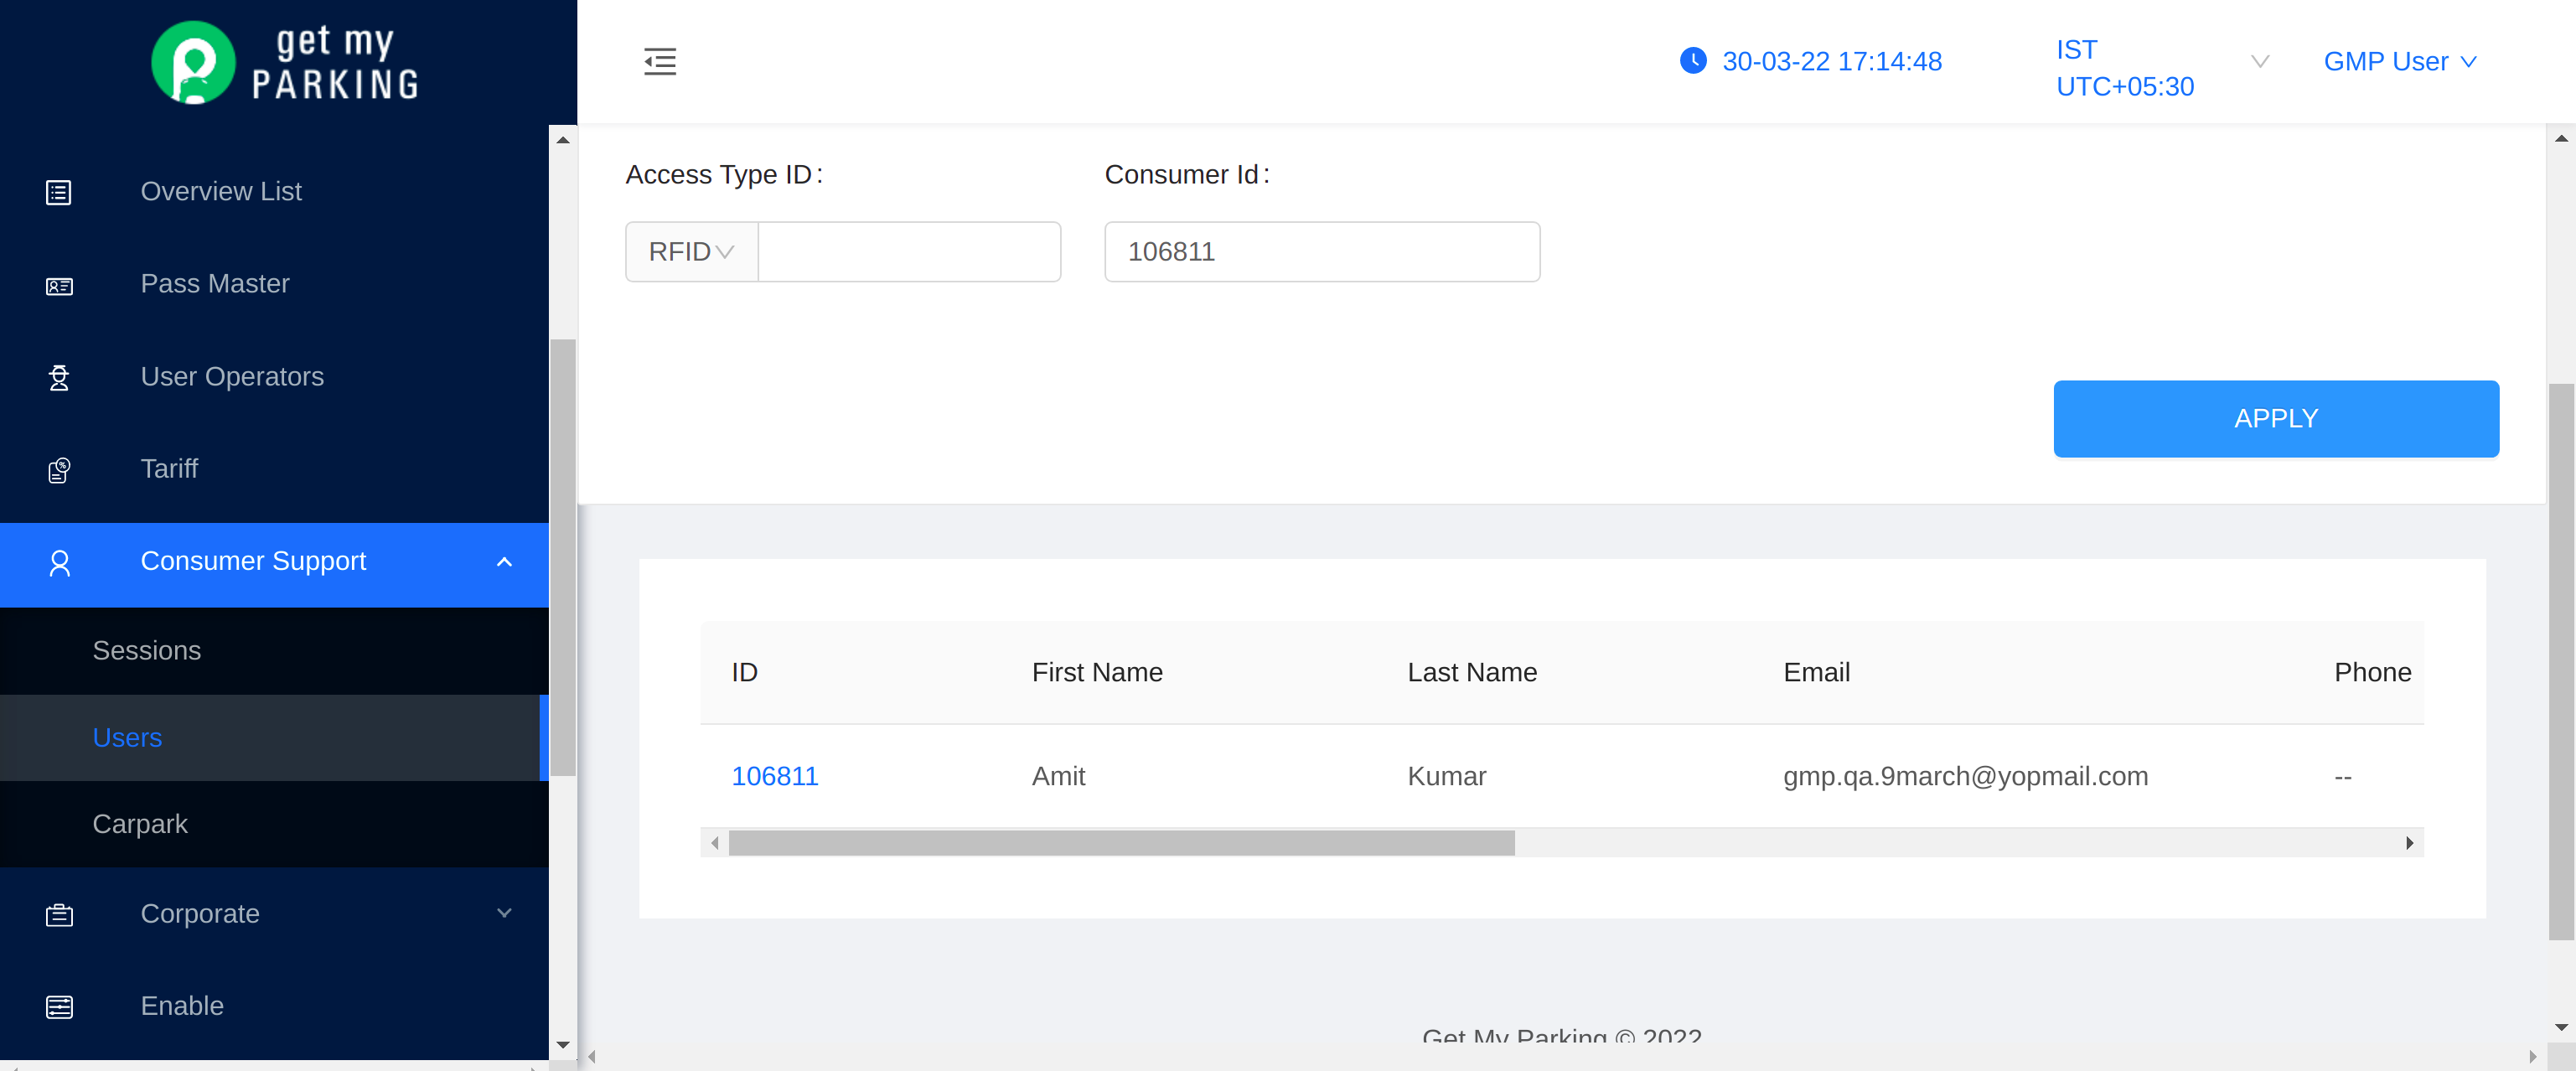 get my
PARKING
30-03-22 17:14:48
IST
UTC+05:30
GMP User
Overview List
Pass Master
User Operators
Tariff
Consumer Support
Sessions
Users
Carpark
Corporate
Enable
Access Type ID :
Consumer Id :
RFID
106811
APPLY
ID First Name Last Name Email Phone
106811 Amit Kumar gmp.qa.9march@yopmail.com --
Get My Parking © 2022